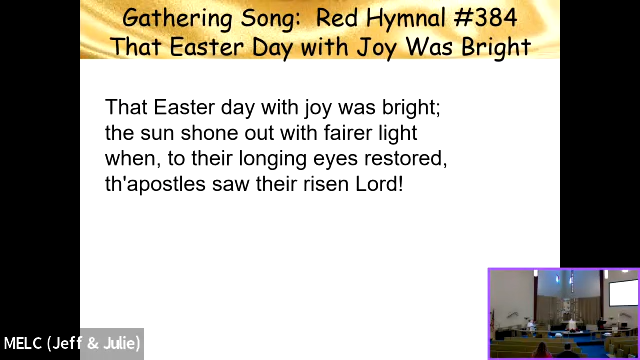 Gathering Song:  Red Hymnal #384
That Easter Day with Joy Was Bright
That Easter day with joy was bright;
the sun shone out with fairer light
when, to their longing eyes restored,
th'apostles saw their risen Lord!
MELC (Jeff & Julie)